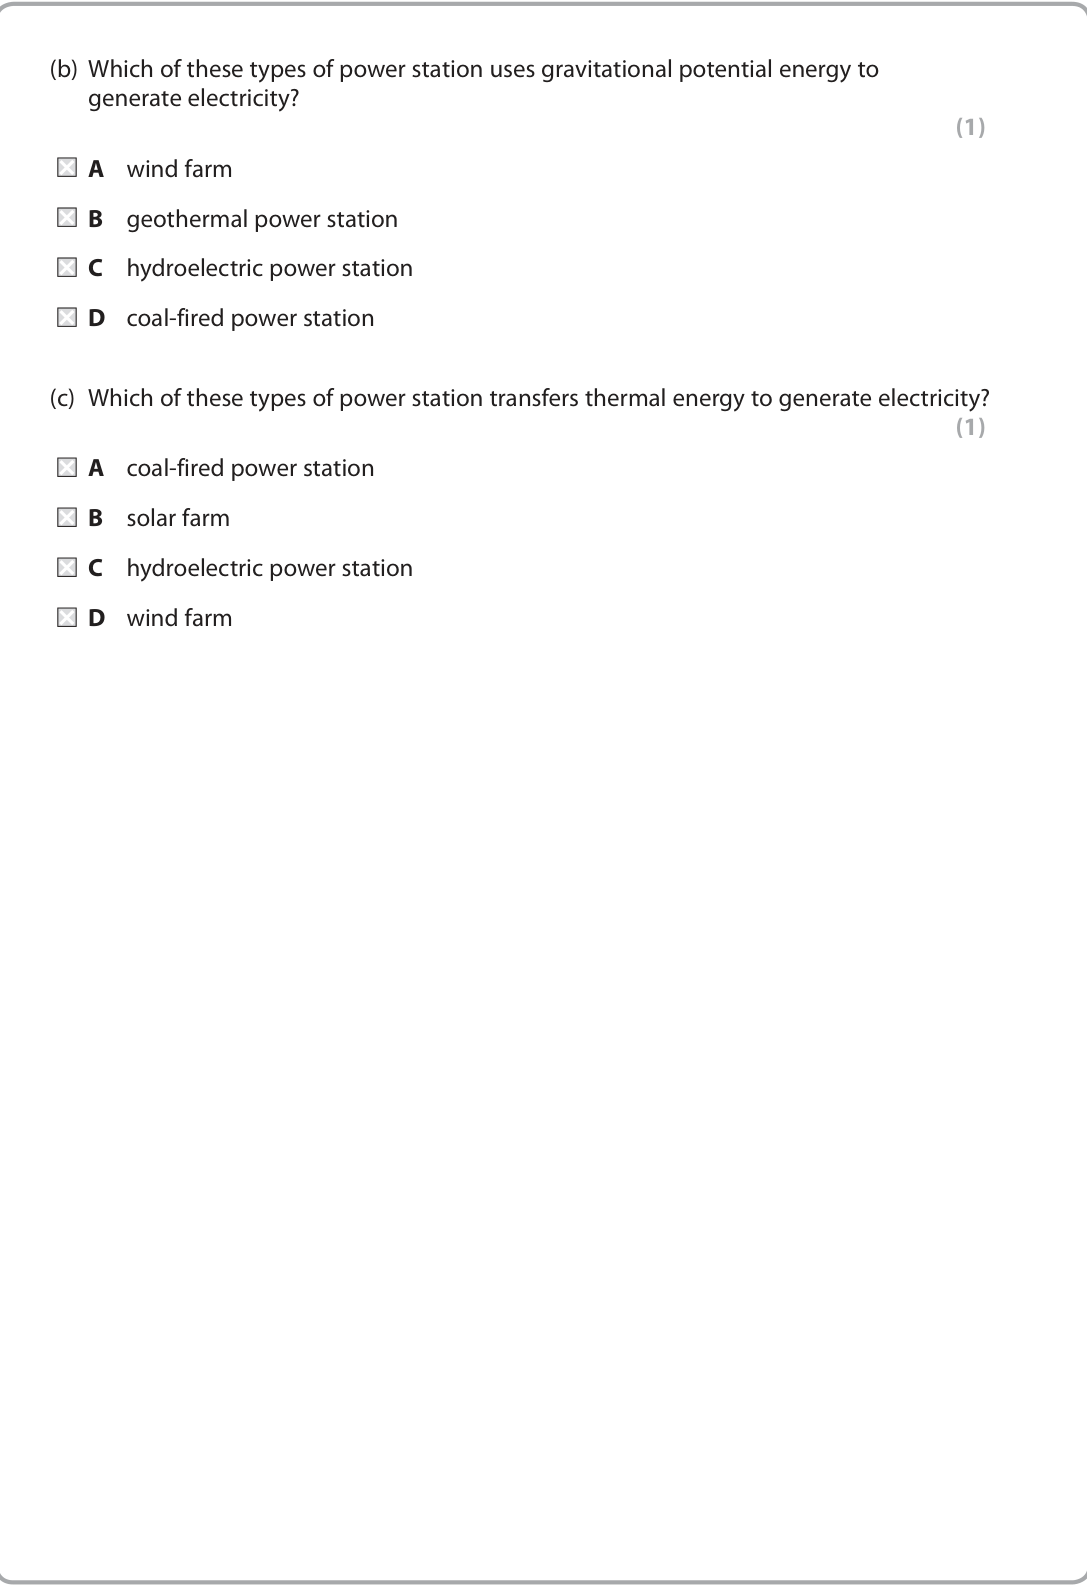 (b) Which of these types of power station uses gravitational potential energy to
generate electricity?
(1)
A wind farm
B geothermal power station
C hydroelectric power station
D coal-fired power station
(c) Which of these types of power station transfers thermal energy to generate electricity?
(1)
A coal-fired power station
B solar farm
C hydroelectric power station
D wind farm